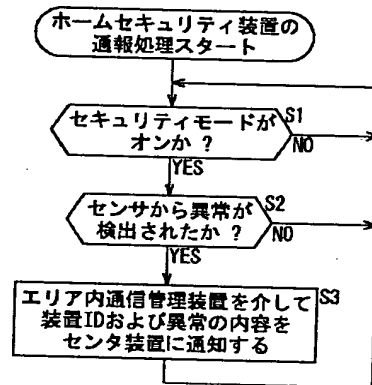 ホームセキュリティ装置の
通報処理スタート
セキュリティモードが
オンか？
S1
NO
YES
センサから異常が
検出されたか？
S2
NO
YES
エリア内通信管理装置を介して
装置IDおよび異常の内容を
センタ装置に通知する
S3